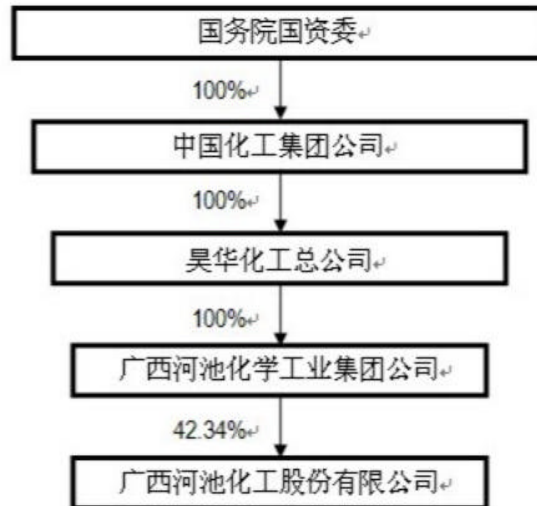 国务院国资委
100%
中国化工集团公司
100%
昊华化工总公司
100%
广西河池化学工业集团公司
42.34%
广西河池化工股份有限公司